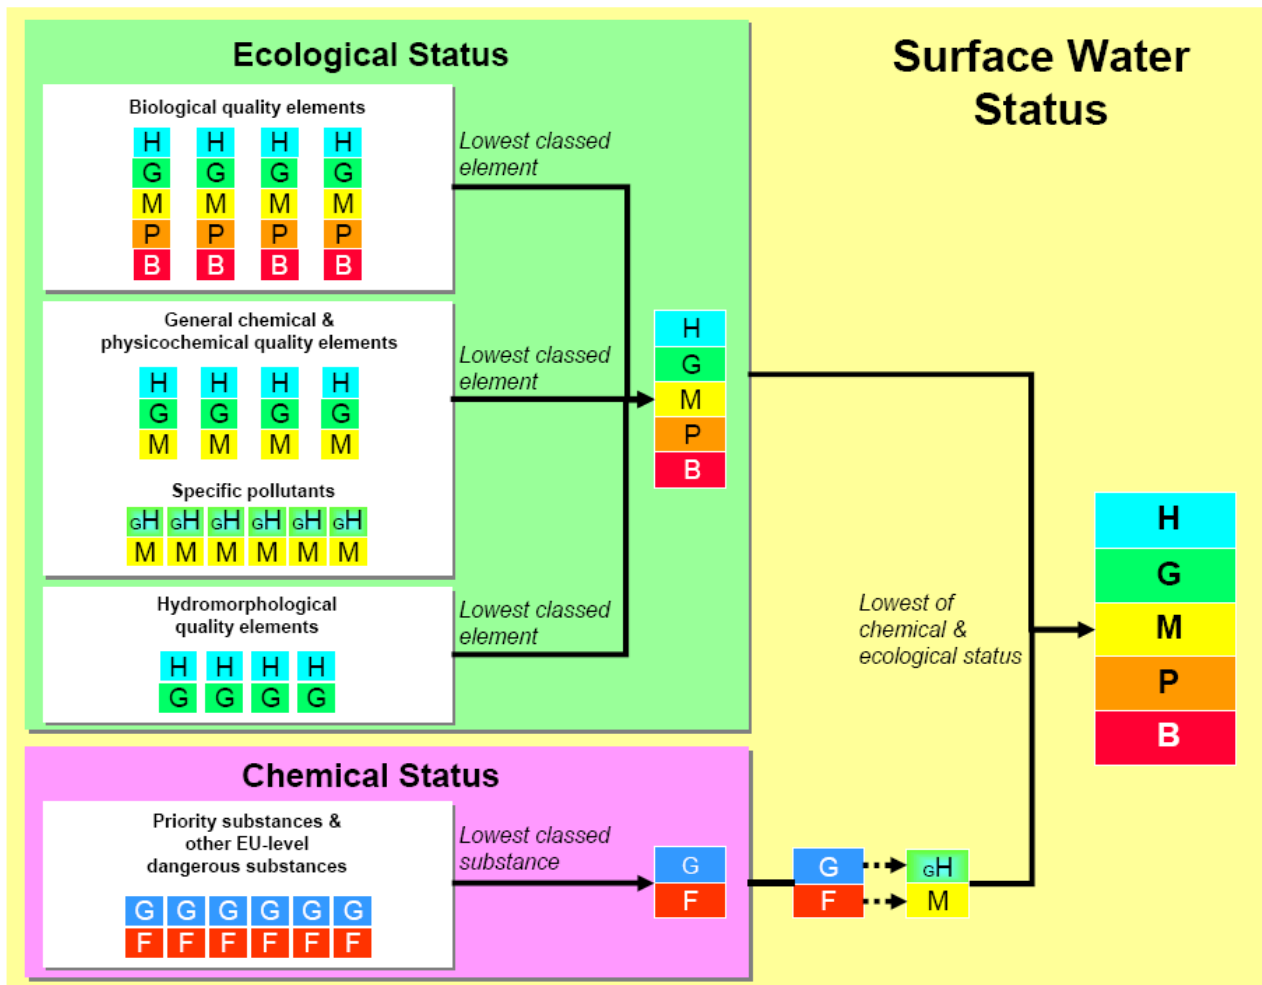 Ecological Status
Surface Water
Status
Biological quality elements
H H H H
G G G G
M M M M
P P P P
B B B B
Lowest classed
element
General chemical &
physicochemical quality elements
H H H H
G G G G
M M M M
Specific pollutants
GH GH GH GH GH GH
M M M M M M
Lowest classed
element
Hydromorphological
quality elements
H H H H
G G G G
Lowest classed
element
H
G
M
P
B
Lowest of
chemical &
ecological status
H
G
M
P
B
Chemical Status
Priority substances &
other EU-level
dangerous substances
G G G G G G
F F F F F F
Lowest classed
substance
G
F
G
F
GH
M